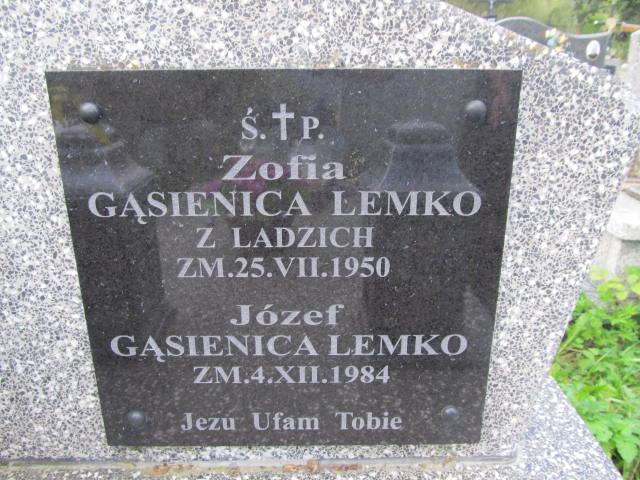 Ś.✝P.
Zofia
GĄSIENICA LEMKO
Z LADZICH
ZM.25.VII.1950
Józef
GĄSIENICA LEMKO
ZM.4.XII.1984
Jezu Ufam Tobie